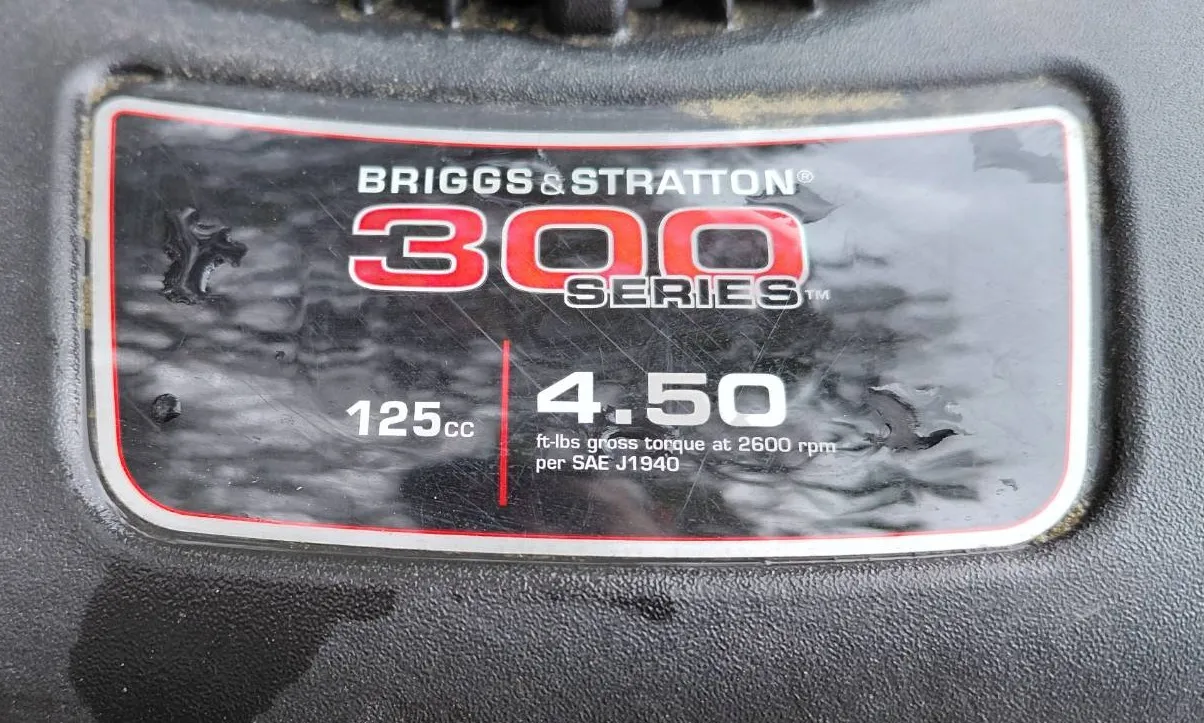 BRIGGS & STRATTON®
300
SERIES™
125cc
4.50
ft-lbs gross torque at 2600 rpm
per SAE J1940